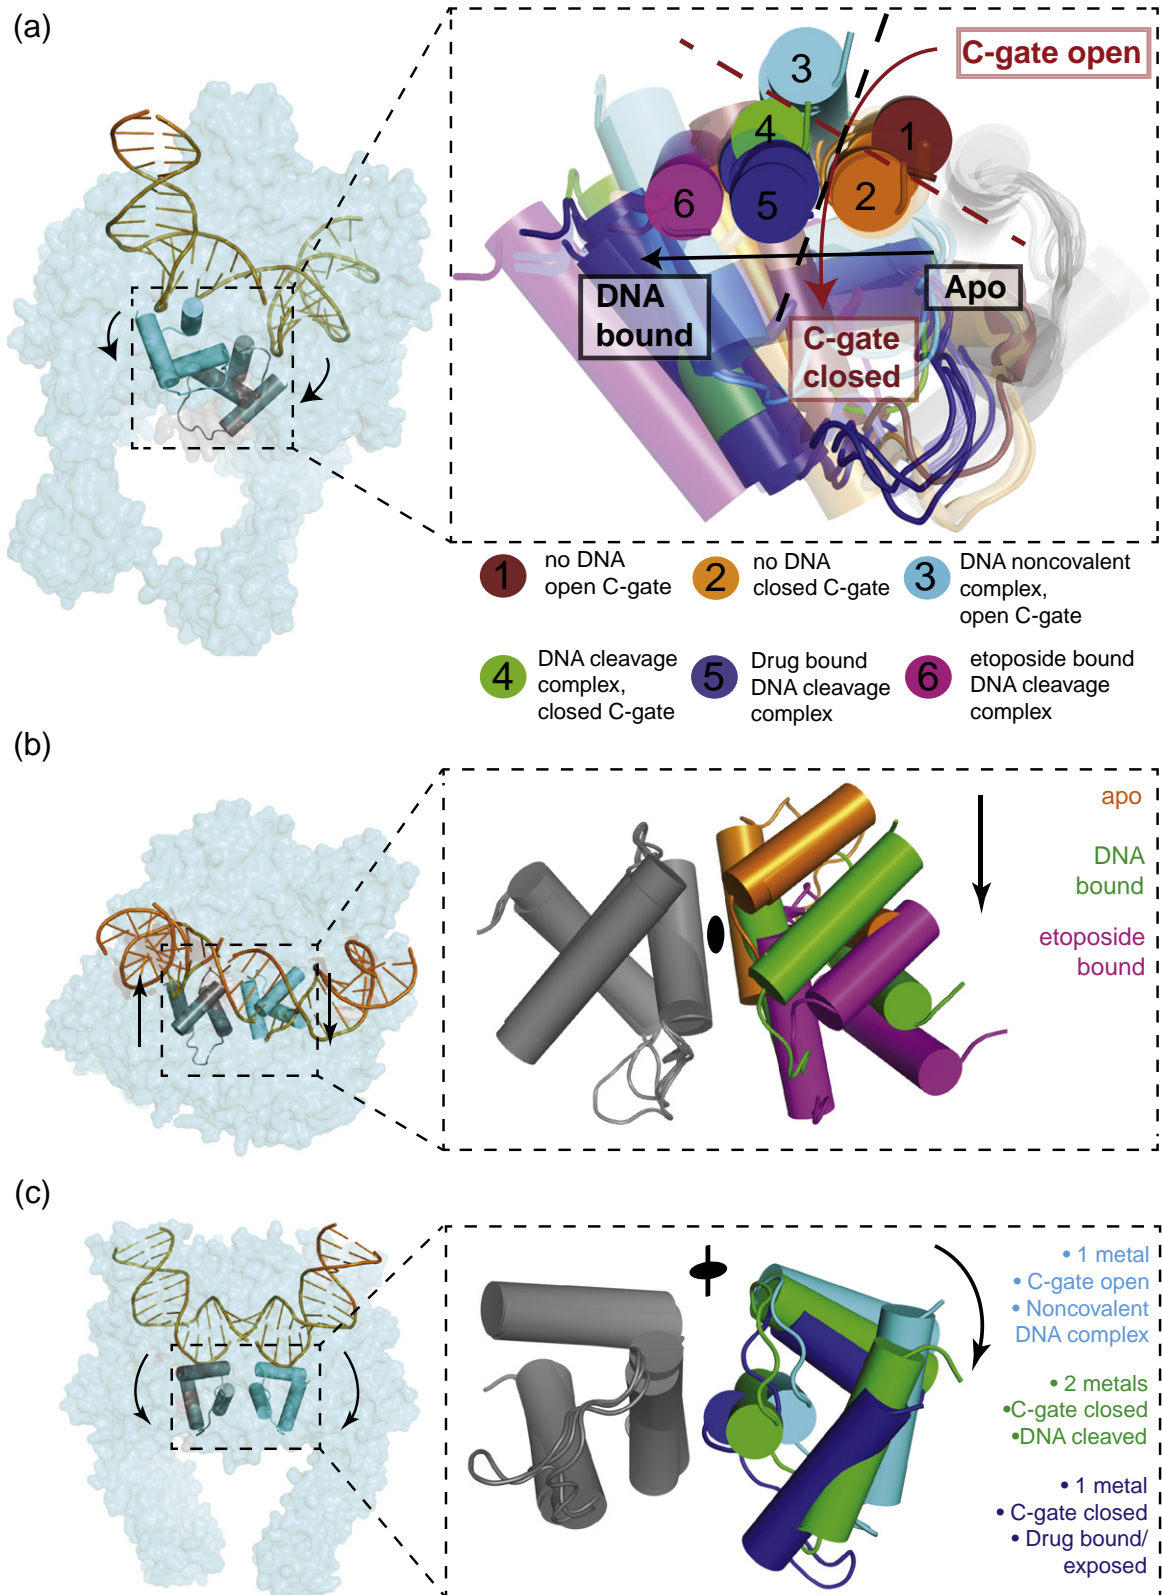 (a)
C-gate open
3
4
1
6
5
2
DNA
bound
Apo
C-gate
closed
1
no DNA
open C-gate
2
no DNA
closed C-gate
3
DNA noncovalent
complex,
open C-gate
4
DNA cleavage
complex,
closed C-gate
5
Drug bound
DNA cleavage
complex
6
etoposide bound
DNA cleavage
complex
(b)
apo
DNA
bound
etoposide
bound
(c)
• 1 metal
• C-gate open
• Noncovalent
DNA complex
• 2 metals
•C-gate closed
•DNA cleaved
• 1 metal
• C-gate closed
• Drug bound/
exposed